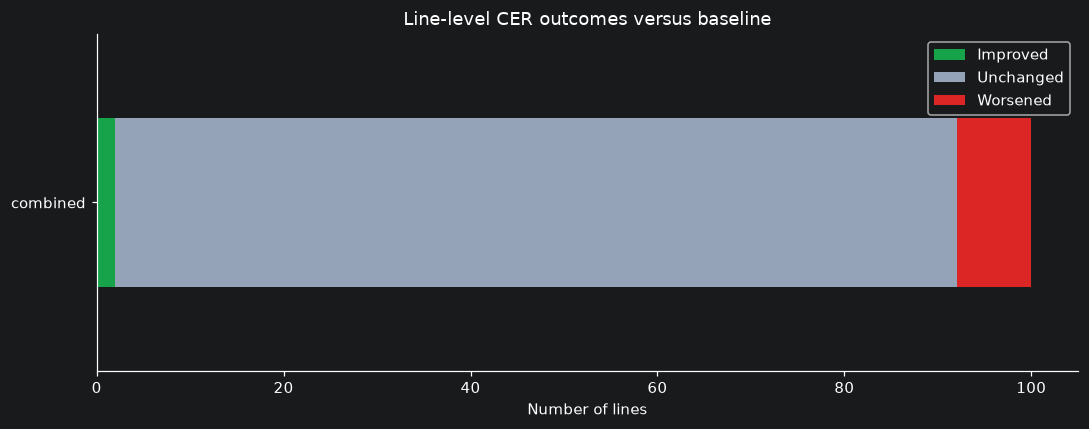 Line-level CER outcomes versus baseline
Improved
Unchanged
Worsened
combined
0 20 40 60 80 100
Number of lines